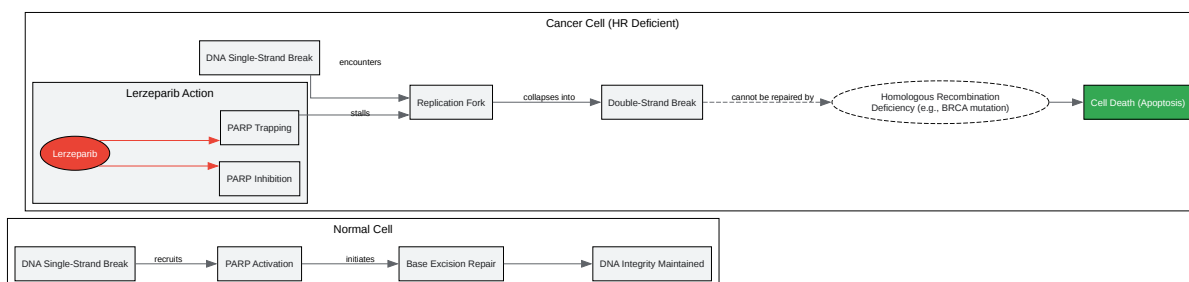 Cancer Cell (HR Deficient)
DNA Single-Strand Break
encounters
Lerzeparib Action
Replication Fork
collapses into
Double-Strand Break
cannot be repaired by
Homologous Recombination
Deficiency (e.g., BRCA mutation)
Cell Death (Apoptosis)
PARP Trapping
stalls
Lerzeparib
PARP Inhibition
Normal Cell
DNA Single-Strand Break
recruits
PARP Activation
initiates
Base Excision Repair
DNA Integrity Maintained